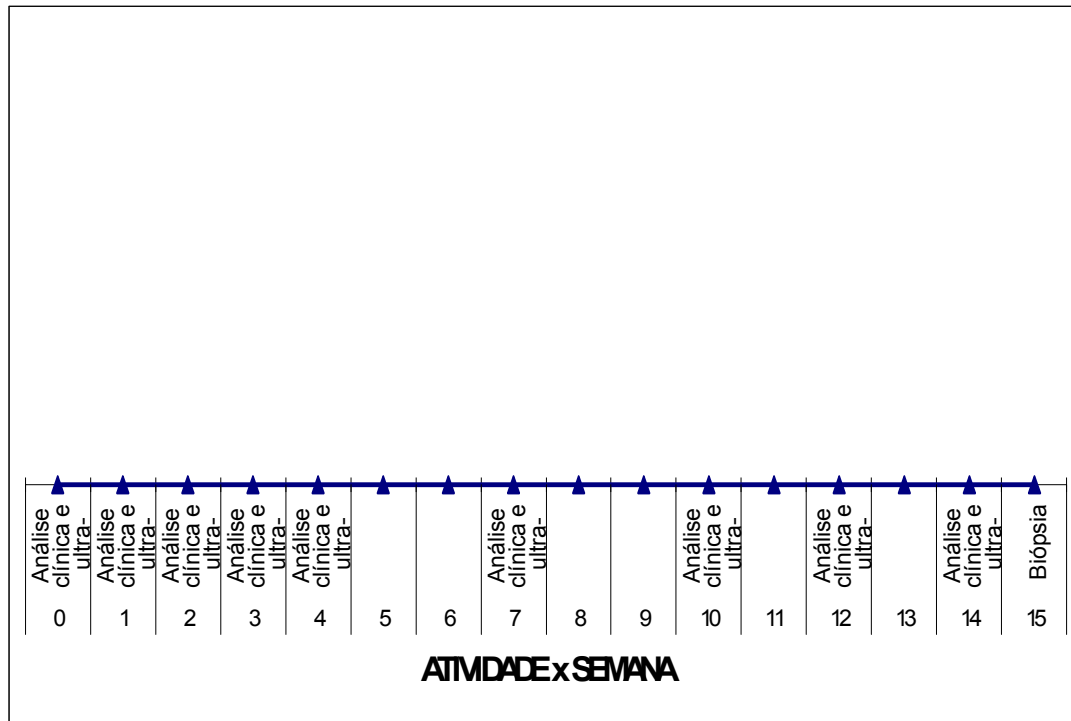 Análise
clínica e
ultra-
Análise
clínica e
ultra-
Análise
clínica e
ultra-
Análise
clínica e
ultra-
Análise
clínica e
ultra-
Análise
clínica e
ultra-
Análise
clínica e
ultra-
Análise
clínica e
ultra-
Análise
clínica e
ultra-
Biópsia
0 1 2 3 4 5 6 7 8 9 10 11 12 13 14 15
ATIVIDADE x SEMANA